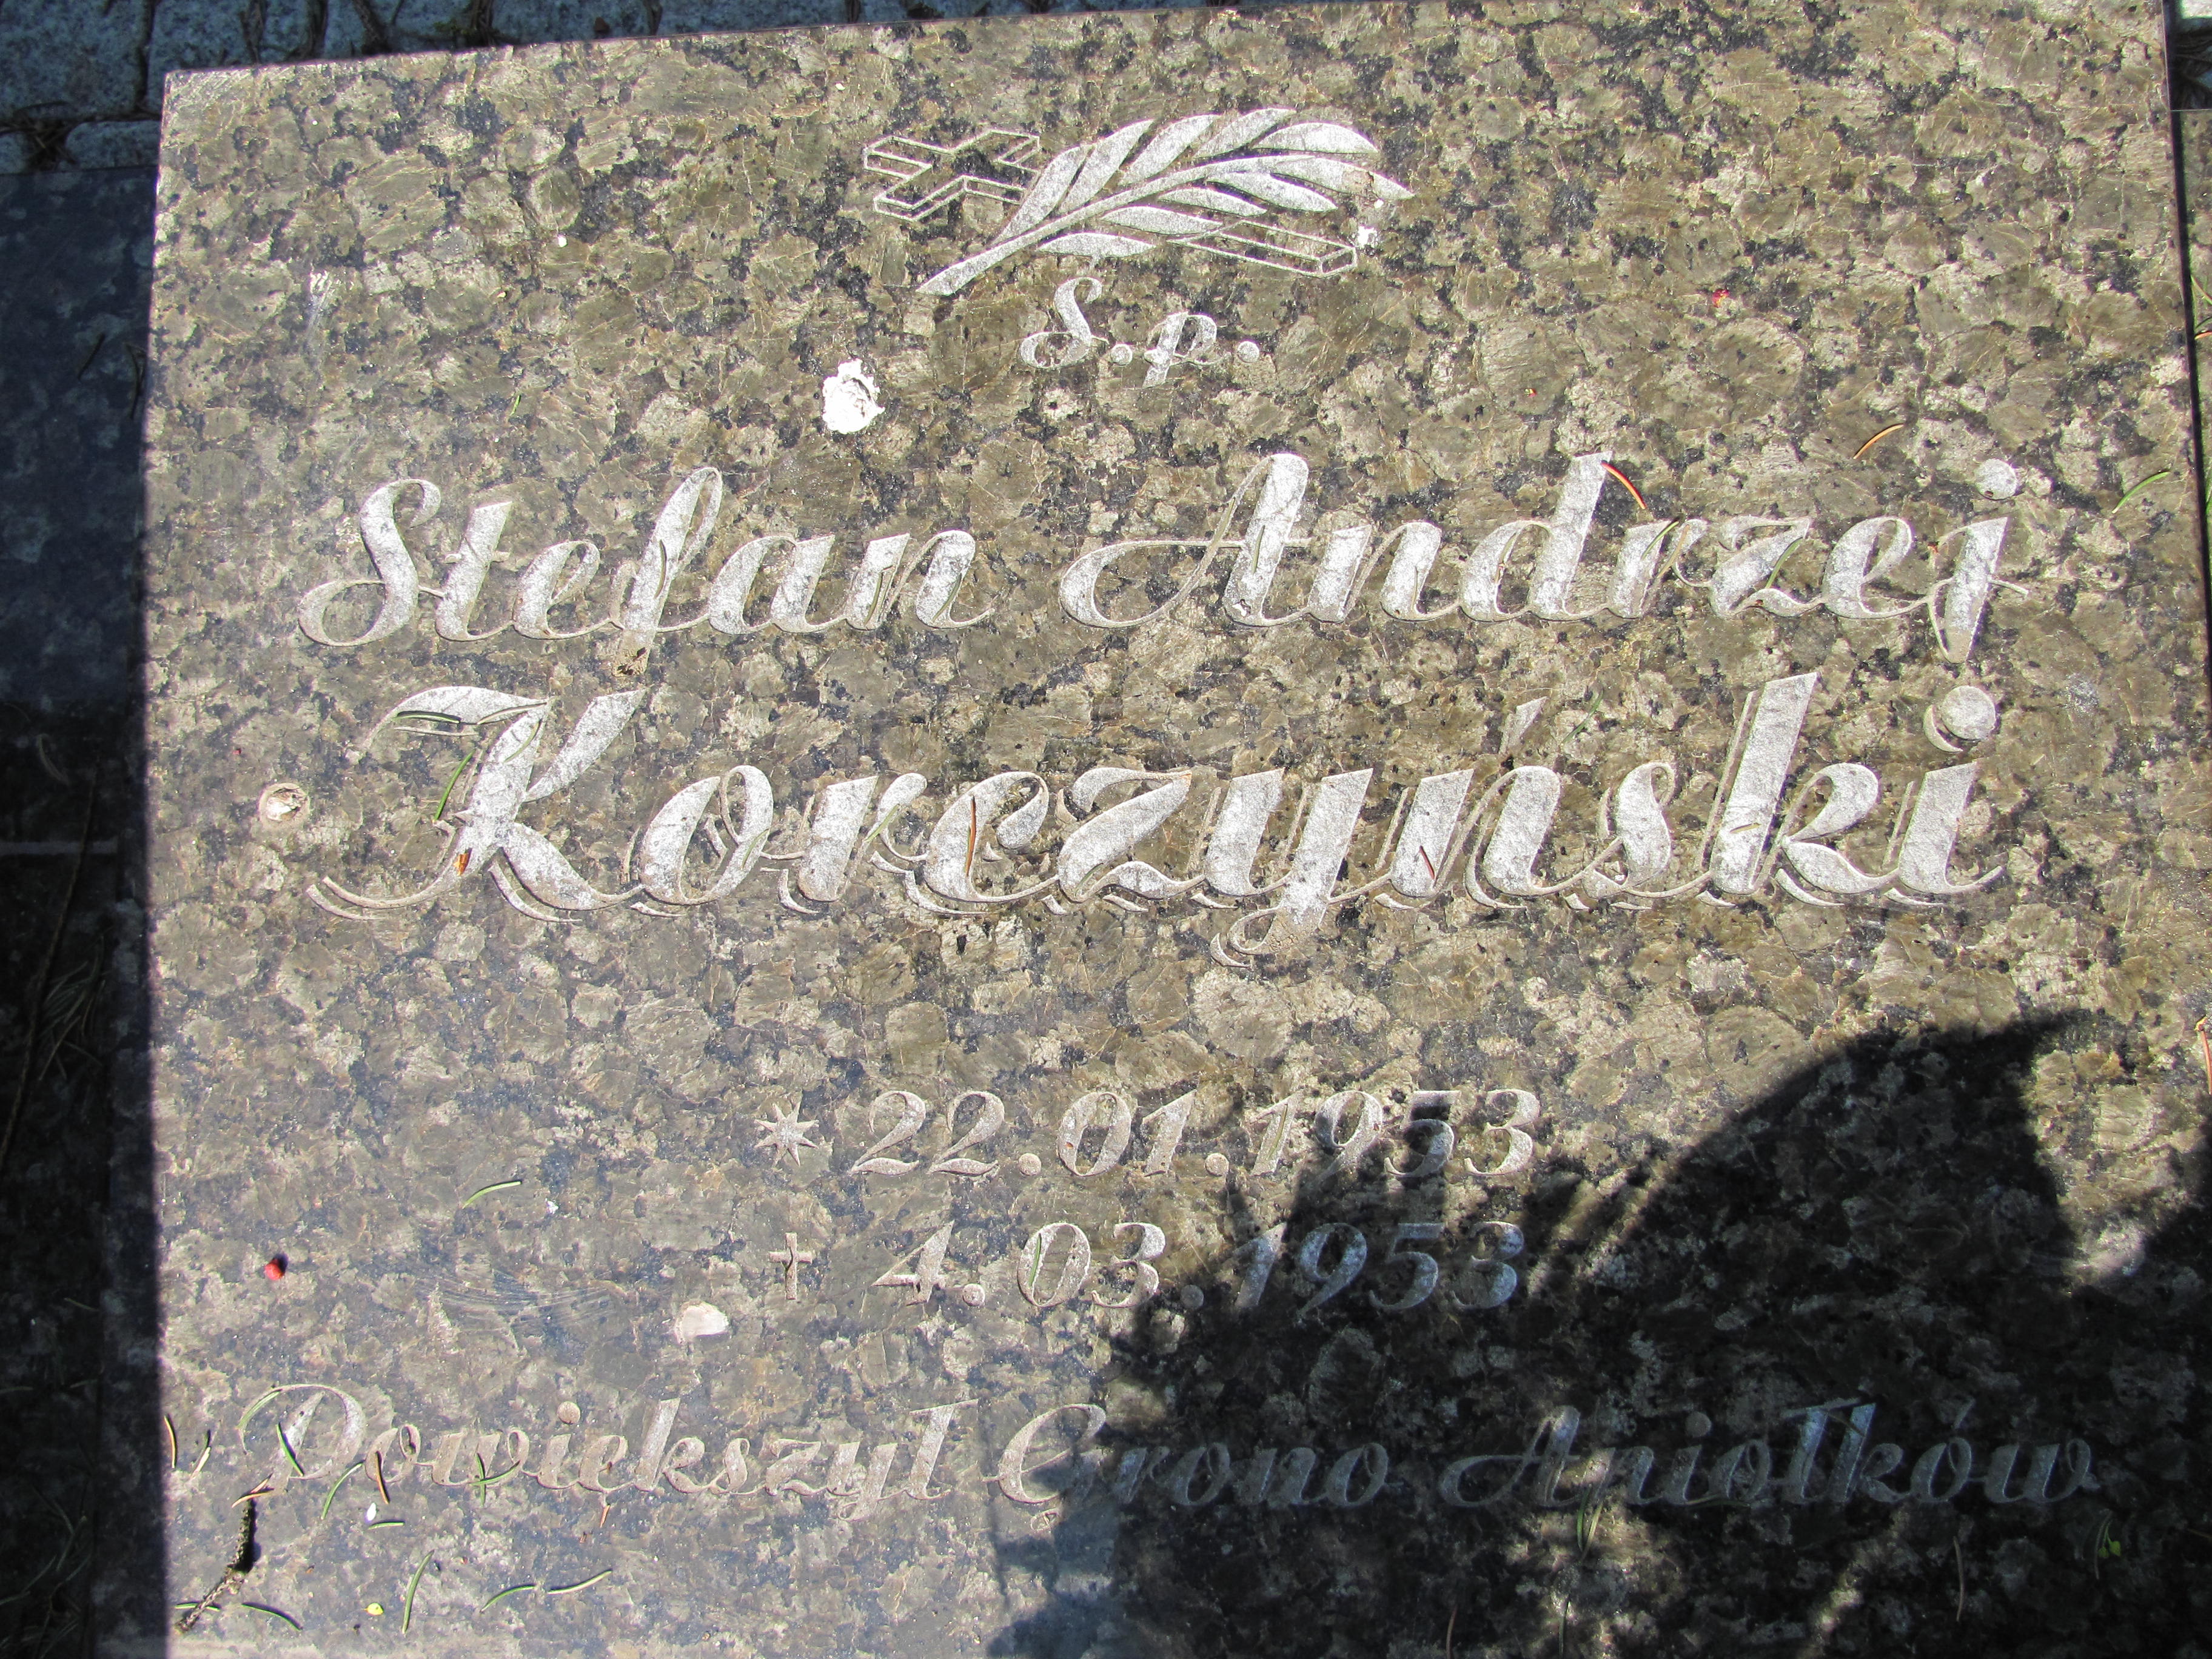 S.p.
Stefan Andrzej
Korczyński
* 22.01.1953
† 4.03.1953
Powiększył Grono Aniołków